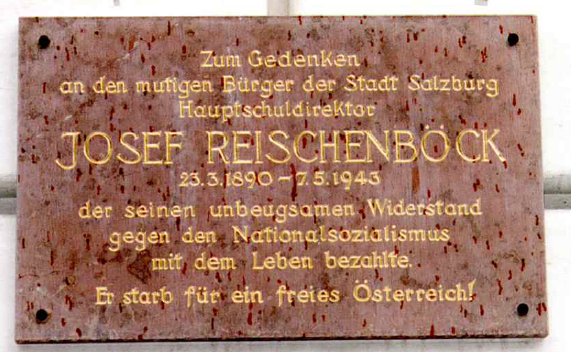 Zum Gedenken
an den mutigen Bürger der Stadt Salzburg
Hauptschuldirektor
JOSEF REISCHENBÖCK
23.3.1890–7.5.1943
der seinen unbeugsamen Widerstand
gegen den Nationalsozialismus
mit dem Leben bezahlte.
Er starb für ein freies Österreich!